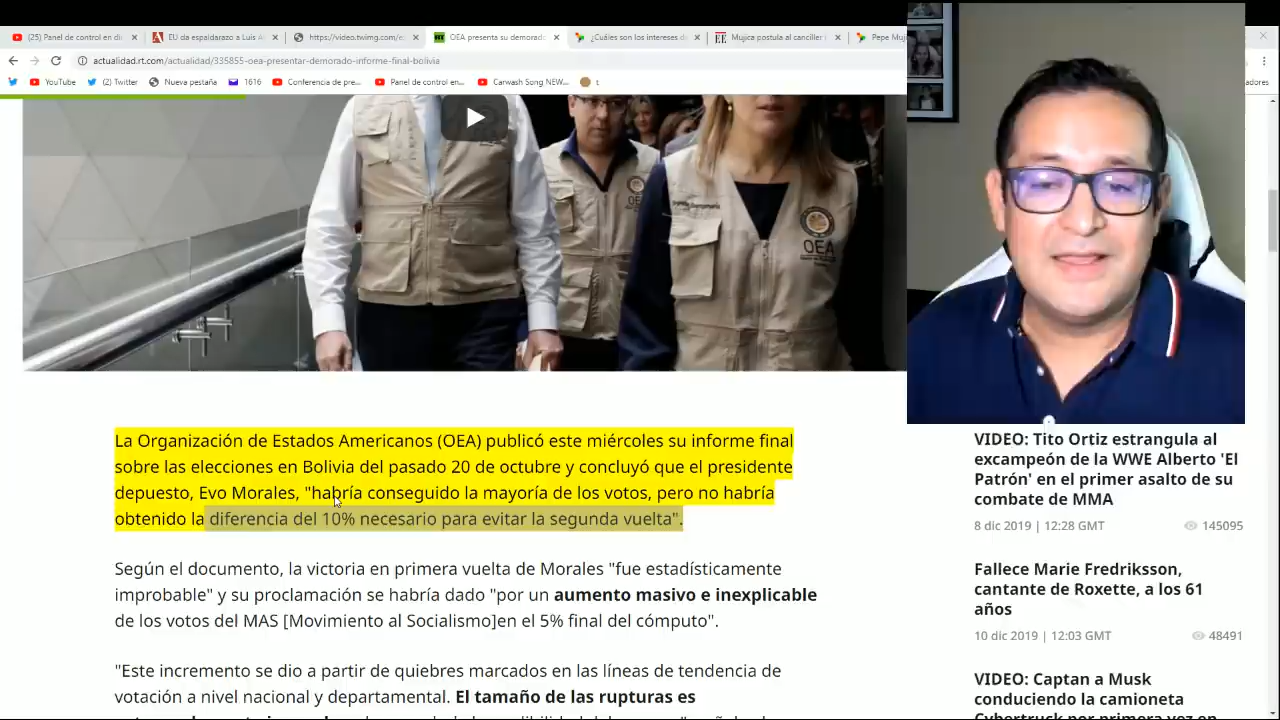 (25) Panel de control en di
EU da espaldarazo a Luis A
https://video.twimg.com/e
OEA presenta su demorado
¿Cuáles son los intereses d
Mujica postula al canciller
Pepe Muj
actualidad.rt.com/actualidad/335855-oea-presentar-demorado-informe-final-bolivia
YouTube
(2) Twitter
Nueva pestaña
1616
Conferencia de pre...
Panel de control en...
Carwash Song NEW...
t
adores
OEA
OEA
La Organización de Estados Americanos (OEA) publicó este miércoles su informe final
sobre las elecciones en Bolivia del pasado 20 de octubre y concluyó que el presidente
depuesto, Evo Morales, "habría conseguido la mayoría de los votos, pero no habría
obtenido la diferencia del 10% necesario para evitar la segunda vuelta".
Según el documento, la victoria en primera vuelta de Morales "fue estadísticamente
improbable" y su proclamación se habría dado "por un aumento masivo e inexplicable
de los votos del MAS [Movimiento al Socialismo]en el 5% final del cómputo".
"Este incremento se dio a partir de quiebres marcados en las líneas de tendencia de
votación a nivel nacional y departamental. El tamaño de las rupturas es
VIDEO: Tito Ortiz estrangula al
excampeón de la WWE Alberto 'El
Patrón' en el primer asalto de su
combate de MMA
8 dic 2019 | 12:28 GMT
145095
Fallece Marie Fredriksson,
cantante de Roxette, a los 61
años
10 dic 2019 | 12:03 GMT
48491
VIDEO: Captan a Musk
conduciendo la camioneta
Cybertruck por primera vez en